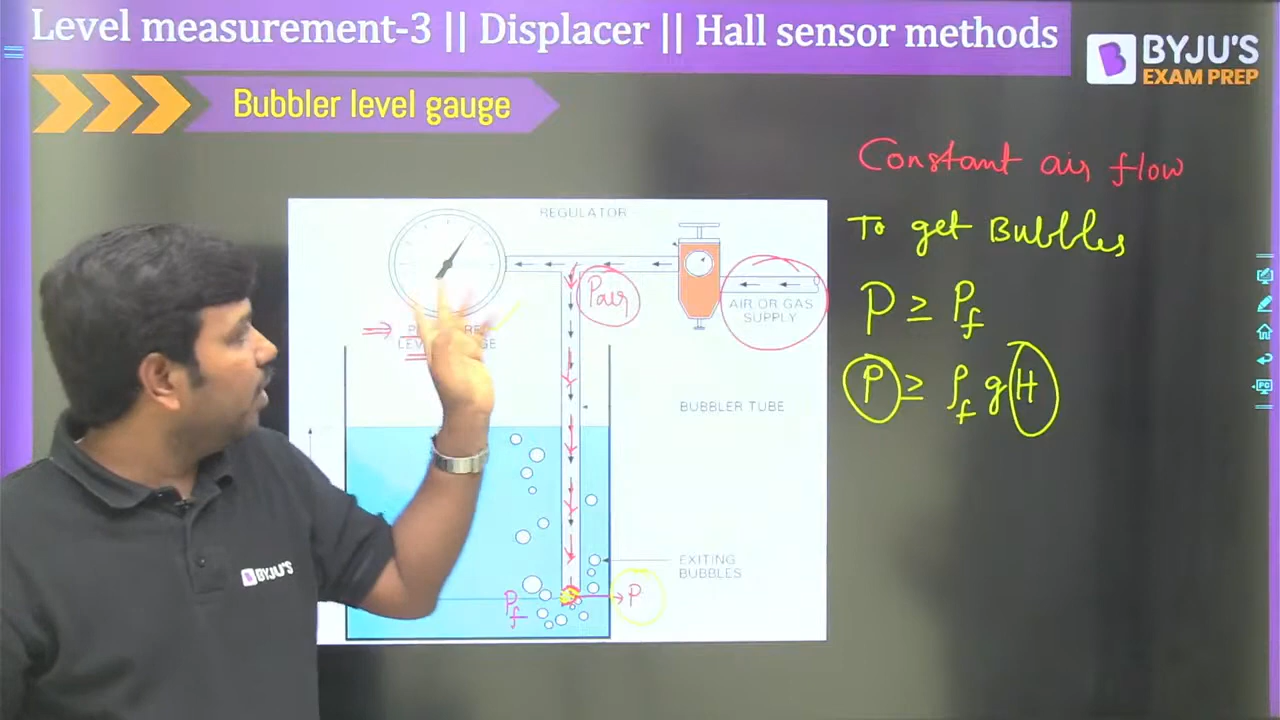 Level measurement-3 || Displacer || Hall sensor methods
BYJU'S
EXAM PREP
Bubbler level gauge
Constant air flow
To get Bubbles
P ≥ Pf
P ≥ ρf g H
REGULATOR
Pair
AIR OR GAS
SUPPLY
BUBBLER TUBE
EXITING
BUBBLES
Pf
P
BYJU'S